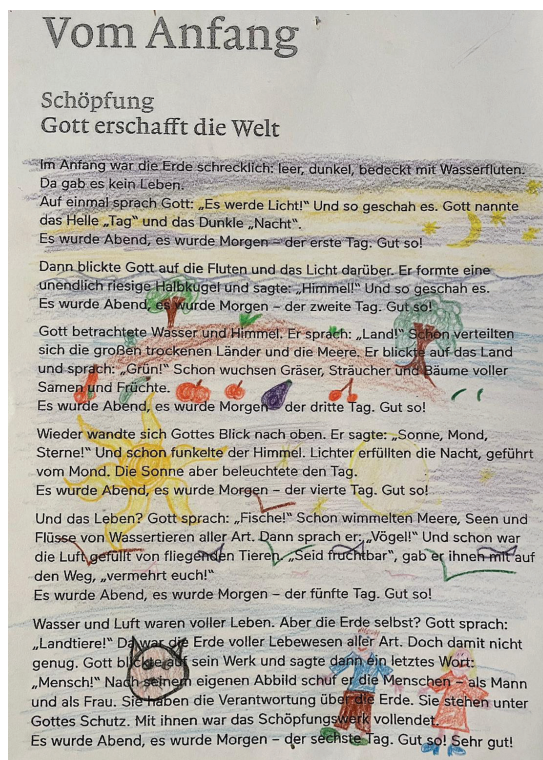 Vom Anfang
Schöpfung
Gott erschafft die Welt
Im Anfang war die Erde schrecklich: leer, dunkel, bedeckt mit Wasserfluten.
Da gab es kein Leben.
Auf einmal sprach Gott: „Es werde Licht!“ Und so geschah es. Gott nannte
das Helle „Tag“ und das Dunkle „Nacht“.
Es wurde Abend, es wurde Morgen – der erste Tag. Gut so!
Dann blickte Gott auf die Fluten und das Licht darüber. Er formte eine
unendlich riesige Halbkugel und sagte: „Himmel!“ Und so geschah es.
Es wurde Abend, es wurde Morgen – der zweite Tag. Gut so!
Gott betrachtete Wasser und Himmel. Er sprach: „Land!“ Schon verteilten
sich die großen trockenen Länder und die Meere. Er blickte auf das Land
und sprach: „Grün!“ Schon wuchsen Gräser, Sträucher und Bäume voller
Samen und Früchte.
Es wurde Abend, es wurde Morgen – der dritte Tag. Gut so!
Wieder wandte sich Gottes Blick nach oben. Er sagte: „Sonne, Mond,
Sterne!“ Und schon funkelte der Himmel. Lichter erfüllten die Nacht, geführt
vom Mond. Die Sonne aber beleuchtete den Tag.
Es wurde Abend, es wurde Morgen – der vierte Tag. Gut so!
Und das Leben? Gott sprach: „Fische!“ Schon wimmelten Meere, Seen und
Flüsse von Wassertieren aller Art. Dann sprach er: „Vögel!“ Und schon war
die Luft gefüllt von fliegenden Tieren. „Seid fruchtbar“, gab er ihnen mit auf
den Weg, „vermehrt euch!“
Es wurde Abend, es wurde Morgen – der fünfte Tag. Gut so!
Wasser und Luft waren voller Leben. Aber die Erde selbst? Gott sprach:
„Landtiere!“ Da war die Erde voller Lebewesen aller Art. Doch damit nicht
genug. Gott blickte auf sein Werk und sagte dann ein letztes Wort:
„Mensch!“ Nach seinem eigenen Abbild schuf er die Menschen – als Mann
und als Frau. Sie haben die Verantwortung über die Erde. Sie stehen unter
Gottes Schutz. Mit ihnen war das Schöpfungswerk vollendet.
Es wurde Abend, es wurde Morgen – der sechste Tag. Gut so! Sehr gut!